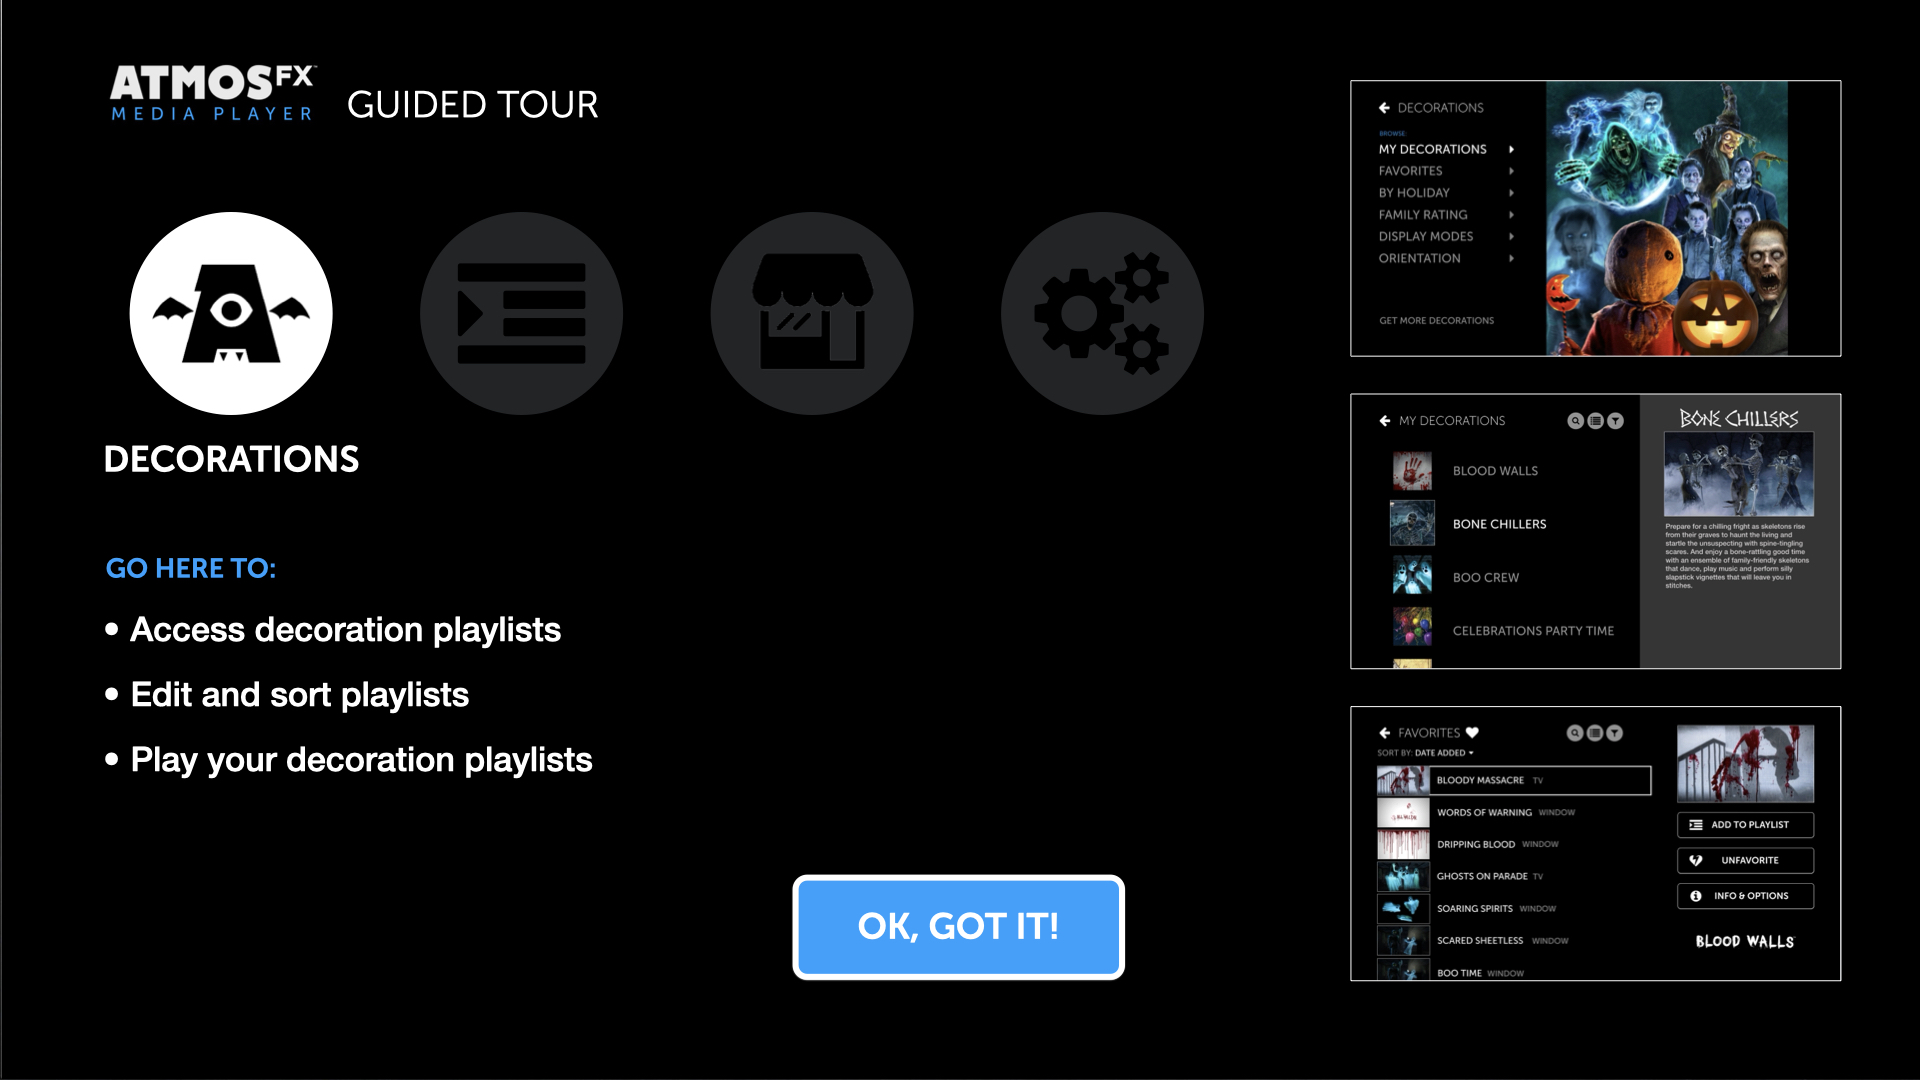 ATMOSFX™
MEDIA PLAYER
GUIDED TOUR
DECORATIONS
GO HERE TO:
• Access decoration playlists
• Edit and sort playlists
• Play your decoration playlists
OK, GOT IT!
DECORATIONS
BROWSE:
MY DECORATIONS
FAVORITES
BY HOLIDAY
FAMILY RATING
DISPLAY MODES
ORIENTATION
GET MORE DECORATIONS
MY DECORATIONS
BLOOD WALLS
BONE CHILLERS
BOO CREW
CELEBRATIONS PARTY TIME
BONE CHILLERS
Prepare for a chilling fright as skeletons rise
from their graves to haunt the living and
startle the unsuspecting with spine-tingling
scares. And enjoy a bone-rattling good time
with an ensemble of family-friendly skeletons
that dance, play music and perform silly
slapstick vignettes that will leave you in
stitches.
FAVORITES
SORT BY: DATE ADDED
BLOODY MASSACRE TV
WORDS OF WARNING WINDOW
DRIPPING BLOOD WINDOW
GHOSTS ON PARADE TV
SOARING SPIRITS WINDOW
SCARED SHEETLESS WINDOW
BOO TIME WINDOW
ADD TO PLAYLIST
UNFAVORITE
INFO & OPTIONS
BLOOD WALLS